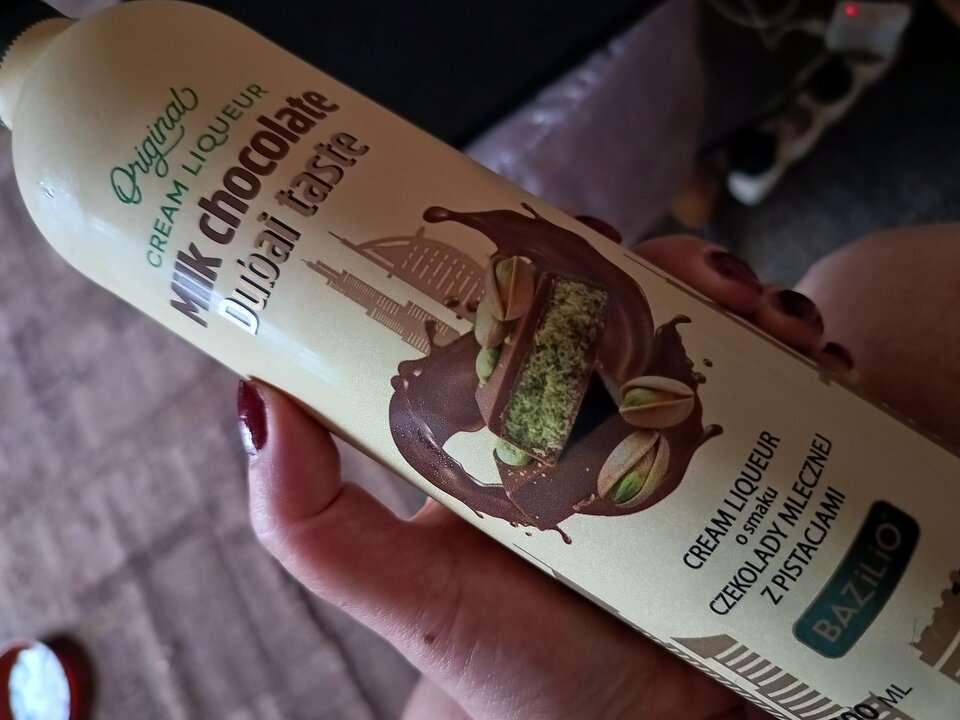 Original
CREAM LIQUEUR
Milk chocolate
Dubai taste
CREAM LIQUEUR
o smaku
CZEKOLADY MLECZNEJ
Z PISTACJAMI
BAZiLiO
ML